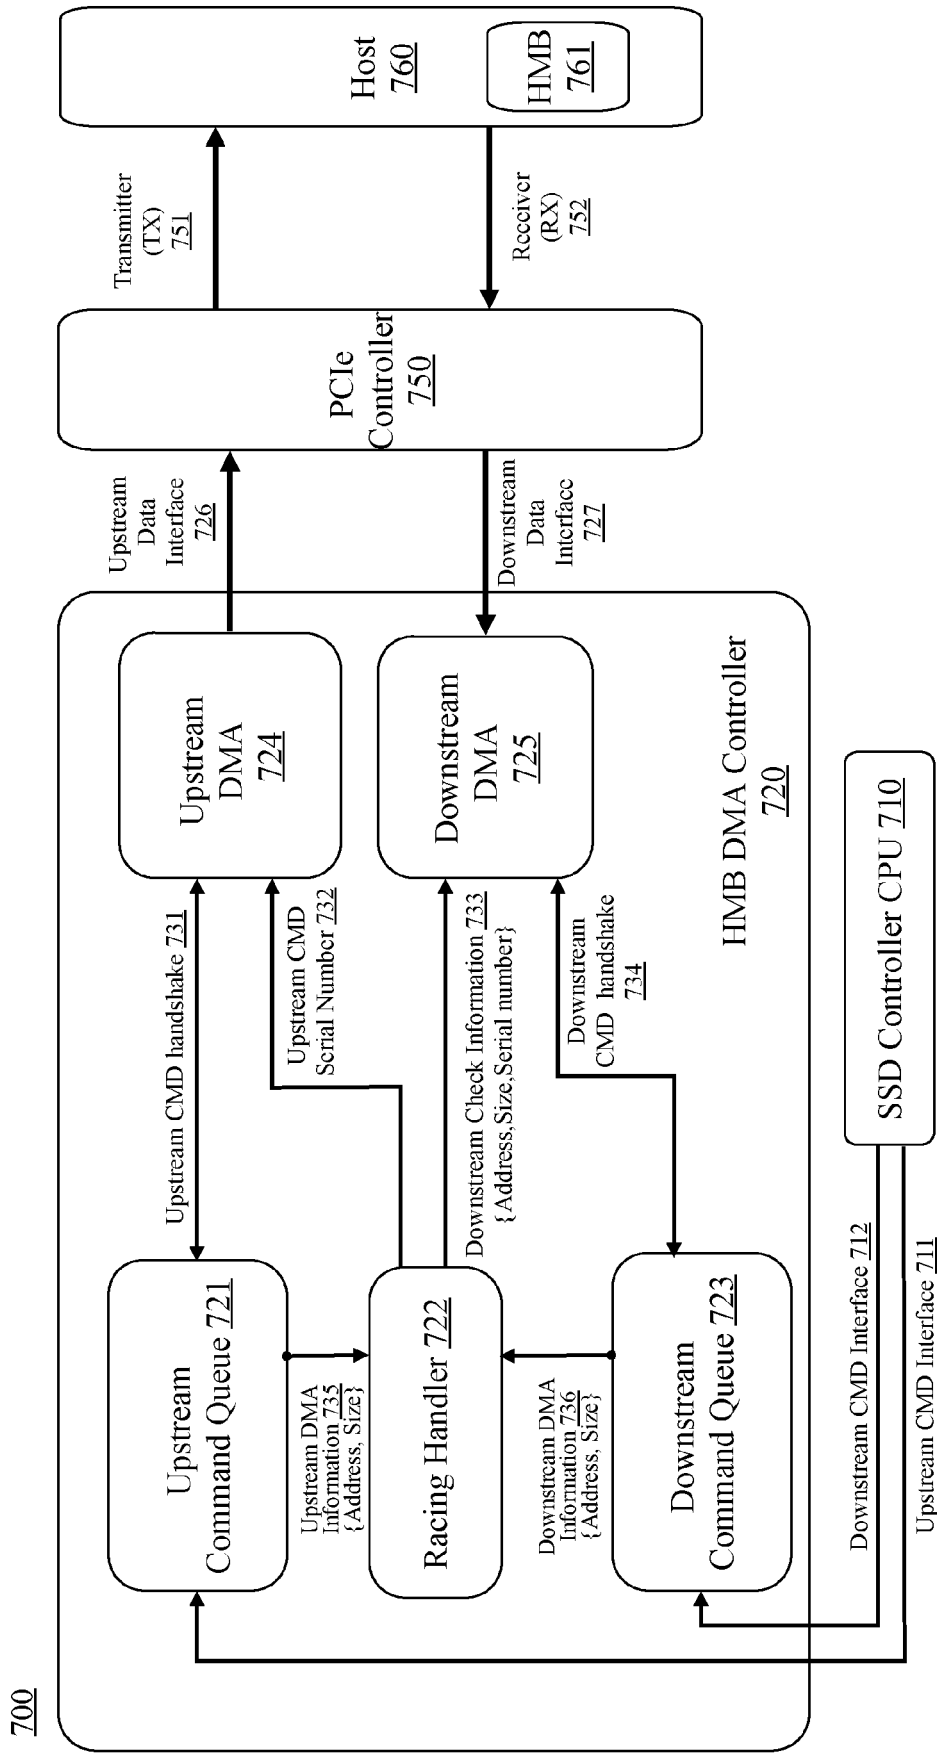 700
Upstream
Command Queue 721
Upstream CMD handshake 731
Upstream
DMA
724
Upstream
Data
Interface
726
Transmitter
(TX)
751
Upstream DMA
Information 735
{Address, Size}
Upstream CMD
Serial Number 732
Racing Handler 722
Downstream Check Information 733
{Address,Size,Serial number}
Downstream
DMA
725
PCIe
Controller
750
Host
760
Downstream DMA
Information 736
{Address, Size}
Downstream
CMD handshake
734
Downstream
Data
Interface
727
Receiver
(RX)
752
HMB
761
Downstream
Command Queue 723
HMB DMA Controller
720
Downstream CMD Interface 712
SSD Controller CPU 710
Upstream CMD Interface 711